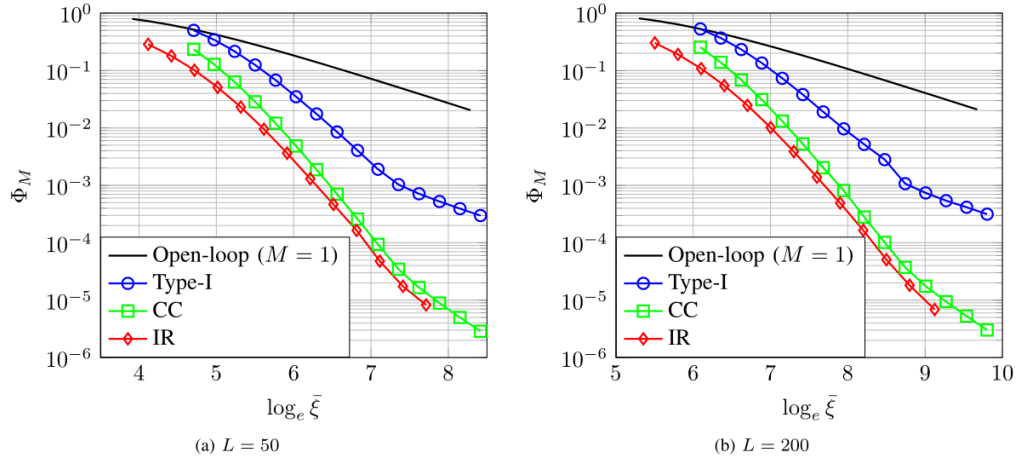 10^0
10^−1
10^−2
10^−3
10^−4
10^−5
10^−6
Φ_M
Open-loop (M = 1)
Type-I
CC
IR
4 5 6 7 8
log_e ξ̄
(a) L = 50
10^0
10^−1
10^−2
10^−3
10^−4
10^−5
10^−6
Φ_M
Open-loop (M = 1)
Type-I
CC
IR
5 6 7 8 9 10
log_e ξ̄
(b) L = 200